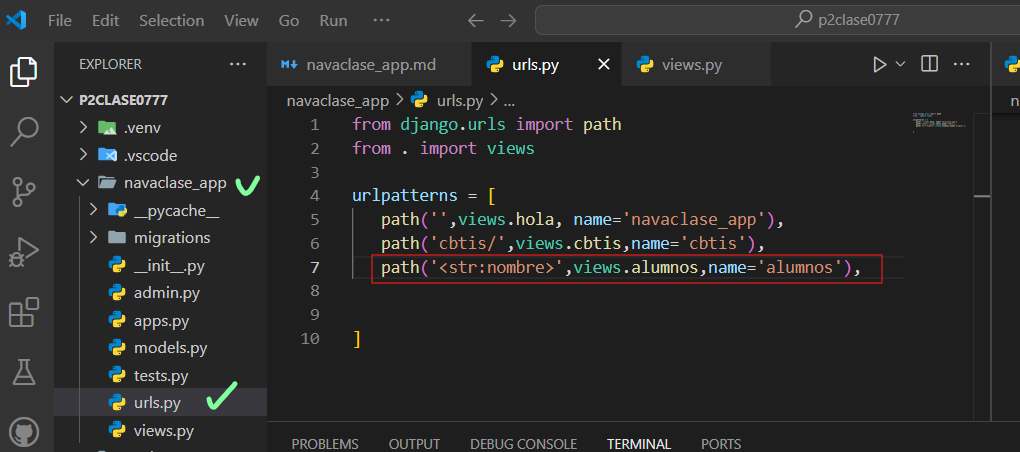 File Edit Selection View Go Run ... p2clase0777
EXPLORER ...
P2CLASE0777
.venv
.vscode
navaclase_app
__pycache__
migrations
__init__.py
admin.py
apps.py
models.py
tests.py
urls.py
views.py
navaclase_app.md urls.py views.py ...
navaclase_app > urls.py > ...
1 from django.urls import path
2 from . import views
3
4 urlpatterns = [
5 path('',views.hola, name='navaclase_app'),
6 path('cbtis/',views.cbtis,name='cbtis'),
7 path('<str:nombre>',views.alumnos,name='alumnos'),
8
9
10 ]
PROBLEMS OUTPUT DEBUG CONSOLE TERMINAL PORTS